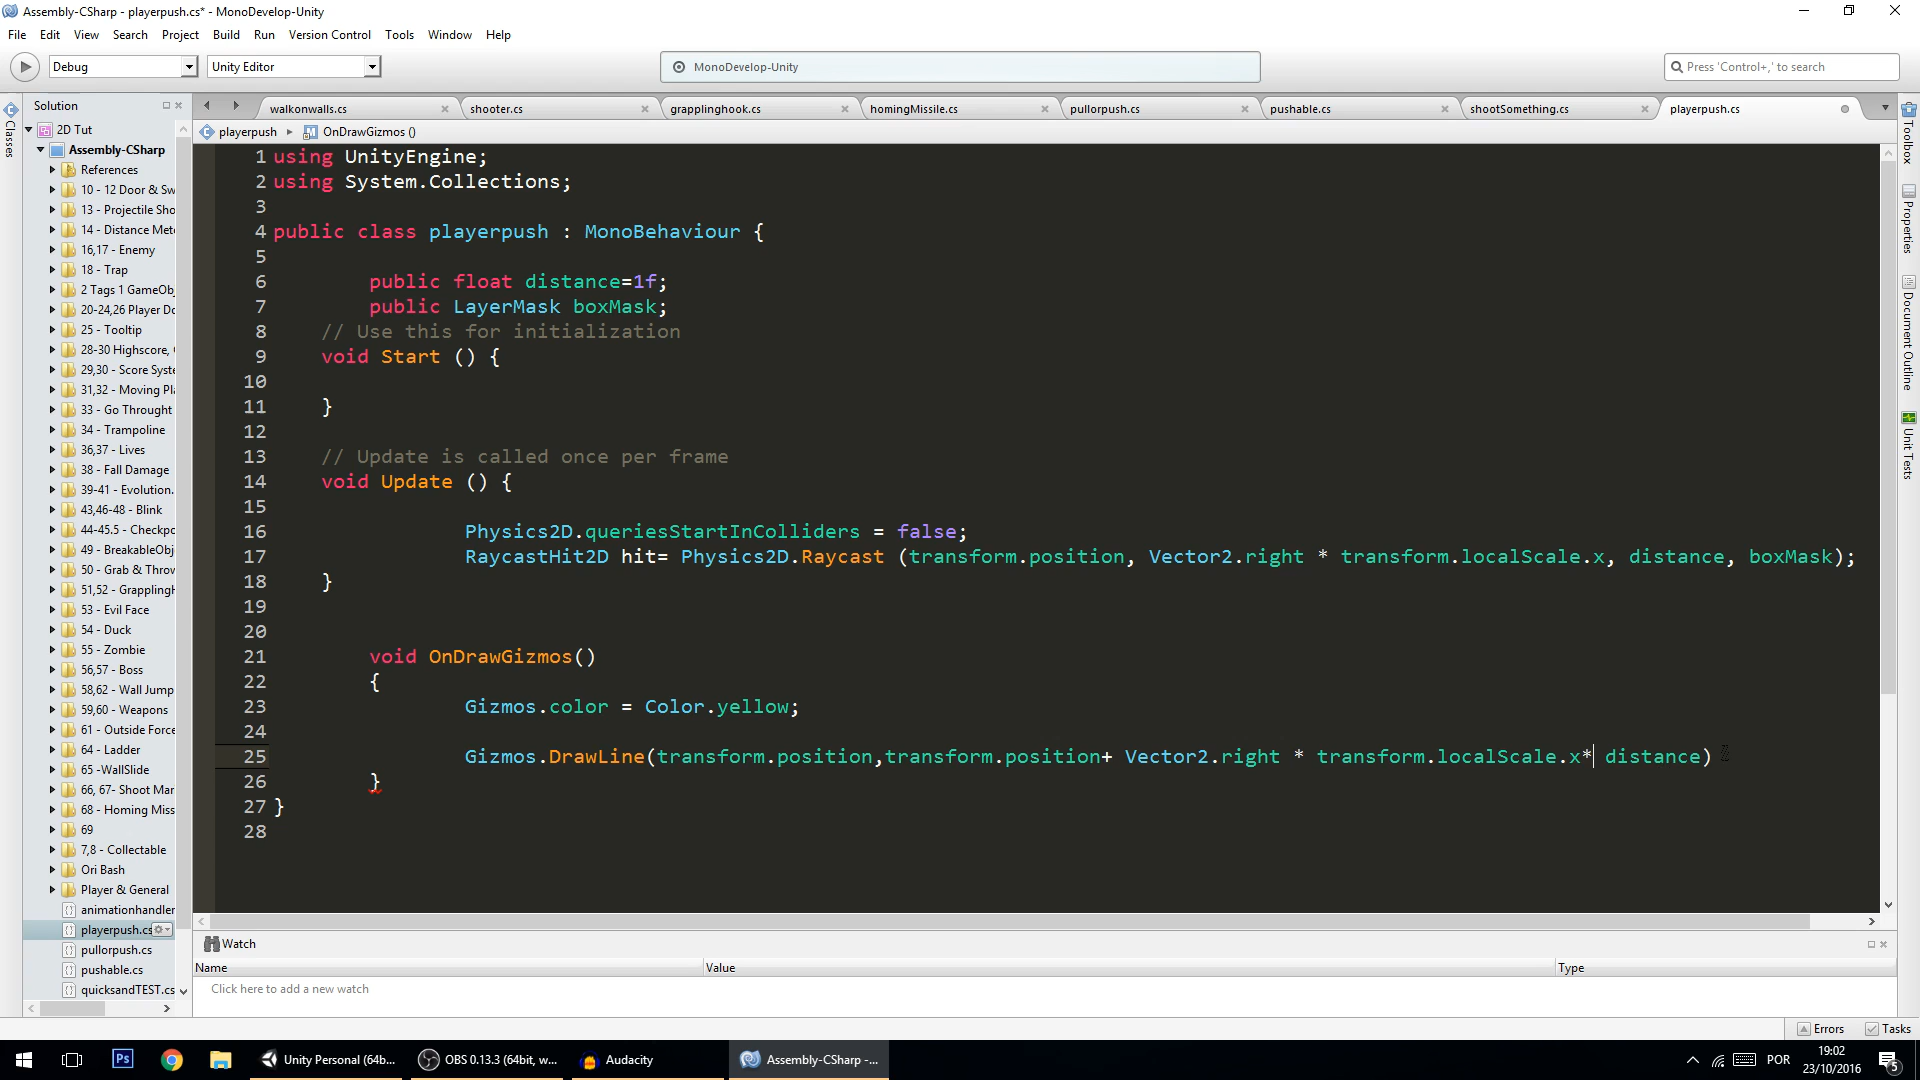 Assembly-CSharp - playerpush.cs* - MonoDevelop-Unity
File Edit View Search Project Build Run Version Control Tools Window Help
Debug Unity Editor MonoDevelop-Unity Press 'Control+,' to search
Solution
walkonwalls.cs shooter.cs grapplinghook.cs homingMissile.cs pullorpush.cs pushable.cs shootSomething.cs playerpush.cs
playerpush OnDrawGizmos ()
Classes
2D Tut
Assembly-CSharp
References
10 - 12 Door & Sw
13 - Projectile Sho
14 - Distance Mete
16,17 - Enemy
18 - Trap
2 Tags 1 GameObj
20-24,26 Player Do
25 - Tooltip
28-30 Highscore, C
29,30 - Score Syste
31,32 - Moving Pla
33 - Go Throught
34 - Trampoline
36,37 - Lives
38 - Fall Damage
39-41 - Evolution.
43,46-48 - Blink
44-45.5 - Checkpo
49 - BreakableObj
50 - Grab & Throw
51,52 - GrapplingH
53 - Evil Face
54 - Duck
55 - Zombie
56,57 - Boss
58,62 - Wall Jump
59,60 - Weapons
61 - Outside Force
64 - Ladder
65 -WallSlide
66, 67- Shoot Man
68 - Homing Miss
69
7,8 - Collectable
Ori Bash
Player & General
animationhandler
playerpush.cs
pullorpush.cs
pushable.cs
quicksandTEST.cs
1 using UnityEngine;
2 using System.Collections;
3
4 public class playerpush : MonoBehaviour {
5
6 public float distance=1f;
7 public LayerMask boxMask;
8 // Use this for initialization
9 void Start () {
10
11 }
12
13 // Update is called once per frame
14 void Update () {
15
16 Physics2D.queriesStartInColliders = false;
17 RaycastHit2D hit= Physics2D.Raycast (transform.position, Vector2.right * transform.localScale.x, distance, boxMask);
18 }
19
20
21 void OnDrawGizmos()
22 {
23 Gizmos.color = Color.yellow;
24
25 Gizmos.DrawLine(transform.position,transform.position+ Vector2.right * transform.localScale.x* distance)
26 }
27 }
28
Toolbox
Properties
Document Outline
Unit Tests
Watch
Name Value Type
Click here to add a new watch
Errors Tasks
Ps Unity Personal (64b... OBS 0.13.3 (64bit, w... Audacity Assembly-CSharp -... POR 19:02
23/10/2016 5